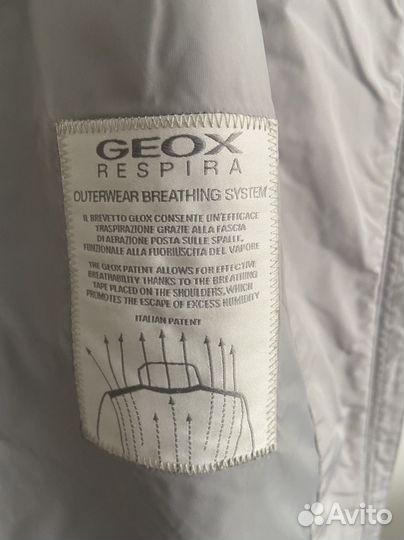 GEOX
RESPIRA
OUTERWEAR BREATHING SYSTEM
IL BREVETTO GEOX CONSENTE UN'EFFICACE
TRASPIRAZIONE GRAZIE ALLA FASCIA
DI AERAZIONE POSTA SULLE SPALLE,
FUNZIONALE ALLA FUORIUSCITA DEL VAPORE
THE GEOX PATENT ALLOWS FOR EFFECTIVE
BREATHABILITY THANKS TO THE BREATHING
TAPE PLACED ON THE SHOULDERS, WHICH
PROMOTES THE ESCAPE OF EXCESS HUMIDITY
ITALIAN PATENT
Avito